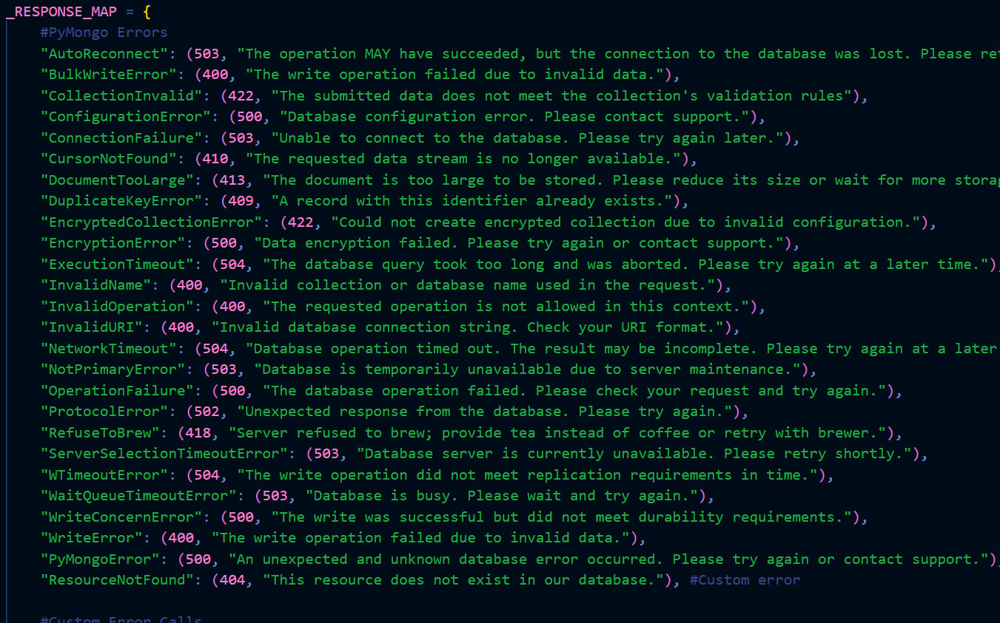 _RESPONSE_MAP = {
#PyMongo Errors
"AutoReconnect": (503, "The operation MAY have succeeded, but the connection to the database was lost. Please
"BulkWriteError": (400, "The write operation failed due to invalid data."),
"CollectionInvalid": (422, "The submitted data does not meet the collection's validation rules"),
"ConfigurationError": (500, "Database configuration error. Please contact support."),
"ConnectionFailure": (503, "Unable to connect to the database. Please try again later."),
"CursorNotFound": (410, "The requested data stream is no longer available."),
"DocumentTooLarge": (413, "The document is too large to be stored. Please reduce its size or wait for more
"DuplicateKeyError": (409, "A record with this identifier already exists."),
"EncryptedCollectionError": (422, "Could not create encrypted collection due to invalid configuration."),
"EncryptionError": (500, "Data encryption failed. Please try again or contact support."),
"ExecutionTimeout": (504, "The database query took too long and was aborted. Please try again at a later time."),
"InvalidName": (400, "Invalid collection or database name used in the request."),
"InvalidOperation": (400, "The requested operation is not allowed in this context."),
"InvalidURI": (400, "Invalid database connection string. Check your URI format."),
"NetworkTimeout": (504, "Database operation timed out. The result may be incomplete. Please try again at a later
"NotPrimaryError": (503, "Database is temporarily unavailable due to server maintenance."),
"OperationFailure": (500, "The database operation failed. Please check your request and try again."),
"ProtocolError": (502, "Unexpected response from the database. Please try again."),
"RefuseToBrew": (418, "Server refused to brew; provide tea instead of coffee or retry with brewer."),
"ServerSelectionTimeoutError": (503, "Database server is currently unavailable. Please retry shortly."),
"WTimeoutError": (504, "The write operation did not meet replication requirements in time."),
"WaitQueueTimeoutError": (503, "Database is busy. Please wait and try again."),
"WriteConcernError": (500, "The write was successful but did not meet durability requirements."),
"WriteError": (400, "The write operation failed due to invalid data."),
"PyMongoError": (500, "An unexpected and unknown database error occurred. Please try again or contact support."),
"ResourceNotFound": (404, "This resource does not exist in our database."), #Custom error
#Custom Error Calls